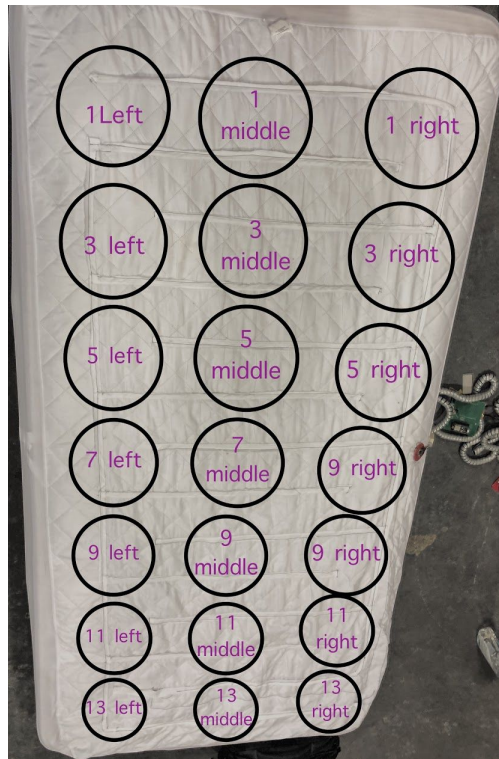 1Left
1
middle
1 right
3 left
3
middle
3 right
5 left
5
middle
5 right
7 left
7
middle
9 right
9 left
9
middle
9 right
11 left
11
middle
11
right
13 left
13
middle
13
right